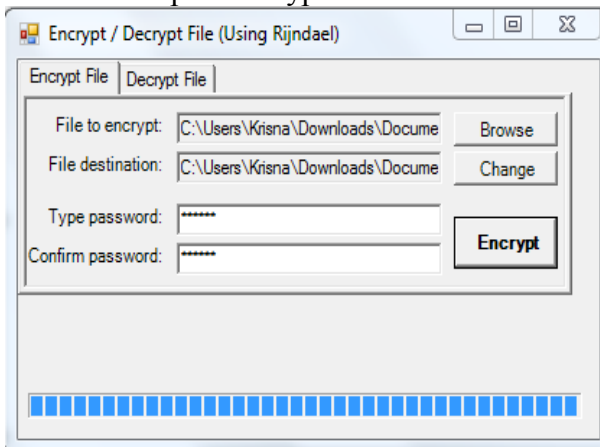 Encrypt / Decrypt File (Using Rijndael)
Encrypt File Decrypt File
File to encrypt: C:\Users\Krisna\Downloads\Docume Browse
File destination: C:\Users\Krisna\Downloads\Docume Change
Type password: ******
Confirm password: ******
Encrypt